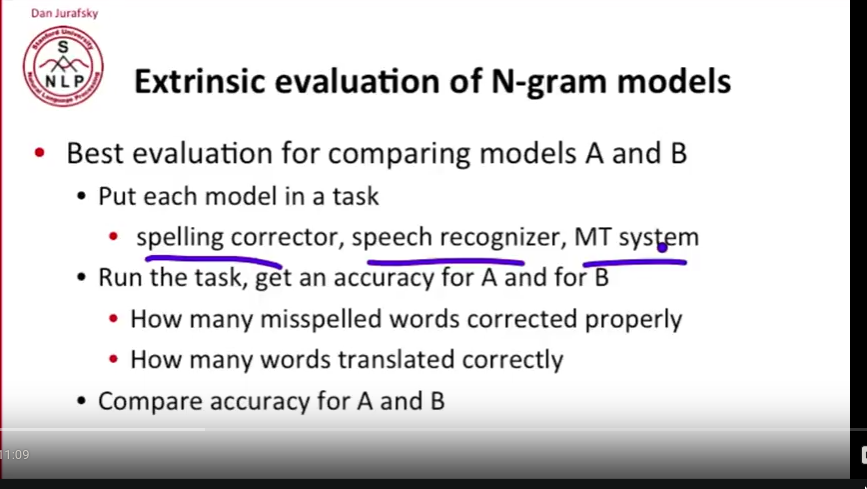 Dan Jurafsky
Stanford University
S
NLP
Natural Language Processing
Extrinsic evaluation of N-gram models
• Best evaluation for comparing models A and B
• Put each model in a task
• spelling corrector, speech recognizer, MT system
• Run the task, get an accuracy for A and for B
• How many misspelled words corrected properly
• How many words translated correctly
• Compare accuracy for A and B
11:09